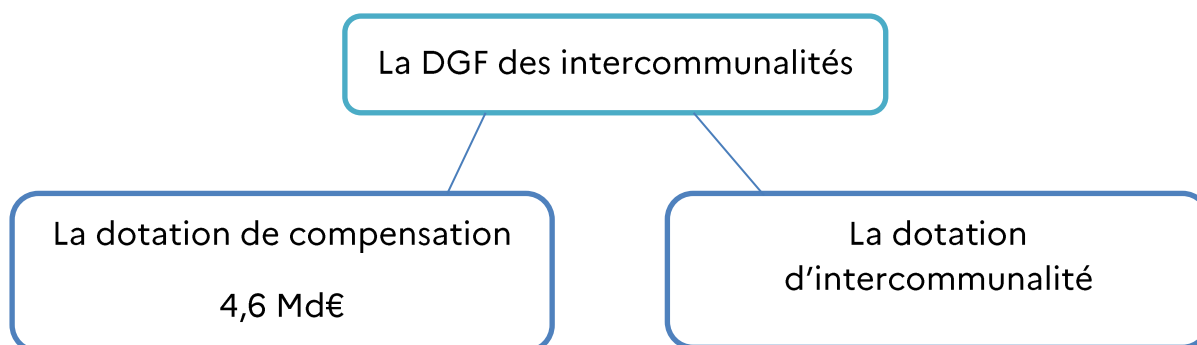 La DGF des intercommunalités
La dotation de compensation
4,6 Md€
La dotation
d’intercommunalité